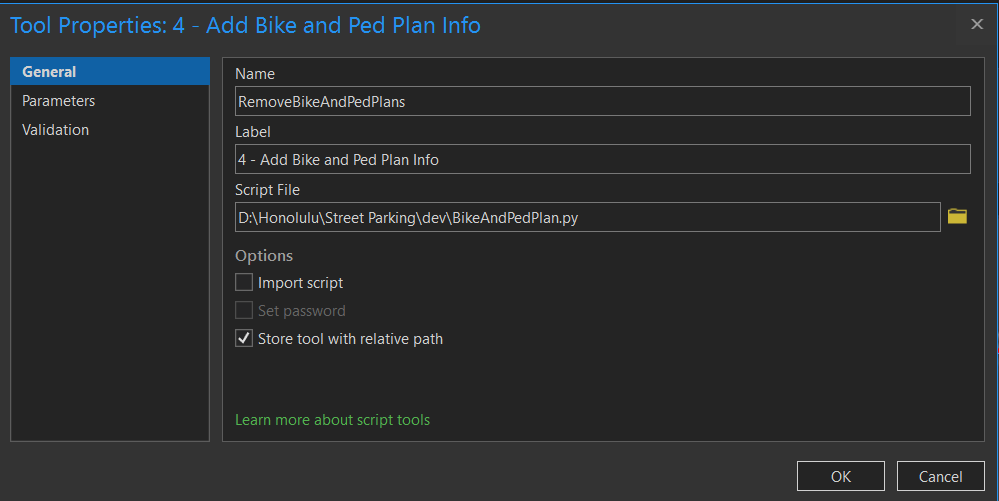 Tool Properties: 4 - Add Bike and Ped Plan Info
General
Parameters
Validation
Name
RemoveBikeAndPedPlans
Label
4 - Add Bike and Ped Plan Info
Script File
D:\Honolulu\Street Parking\dev\BikeAndPedPlan.py
Options
Import script
Set password
Store tool with relative path
Learn more about script tools
OK
Cancel